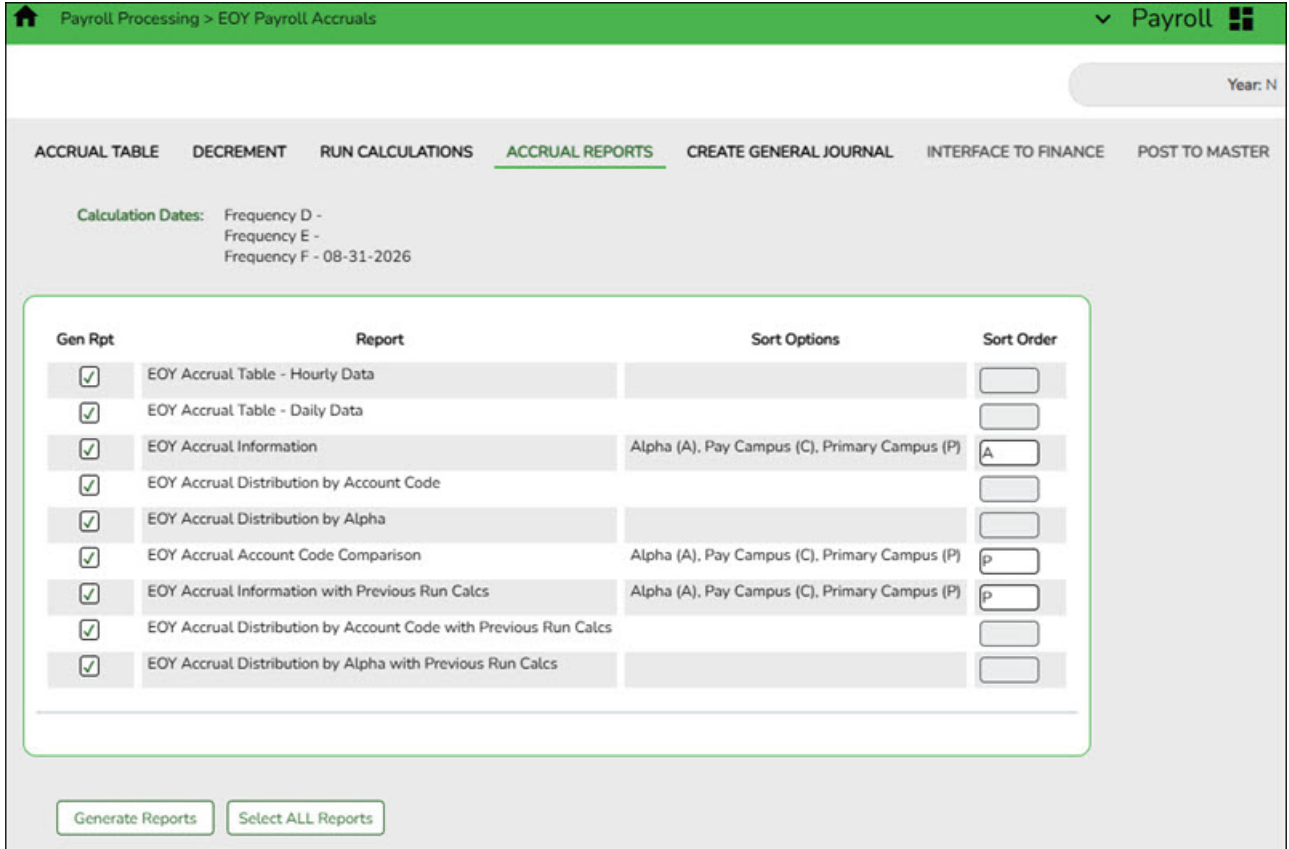 Payroll Processing > EOY Payroll Accruals
Payroll
Year: N
ACCRUAL TABLE DECREMENT RUN CALCULATIONS ACCRUAL REPORTS CREATE GENERAL JOURNAL INTERFACE TO FINANCE POST TO MASTER
Calculation Dates: Frequency D -
Frequency E -
Frequency F - 08-31-2026
Gen Rpt Report Sort Options Sort Order
EOY Accrual Table - Hourly Data
EOY Accrual Table - Daily Data
EOY Accrual Information Alpha (A), Pay Campus (C), Primary Campus (P) A
EOY Accrual Distribution by Account Code
EOY Accrual Distribution by Alpha
EOY Accrual Account Code Comparison Alpha (A), Pay Campus (C), Primary Campus (P) P
EOY Accrual Information with Previous Run Calcs Alpha (A), Pay Campus (C), Primary Campus (P) P
EOY Accrual Distribution by Account Code with Previous Run Calcs
EOY Accrual Distribution by Alpha with Previous Run Calcs
Generate Reports Select ALL Reports